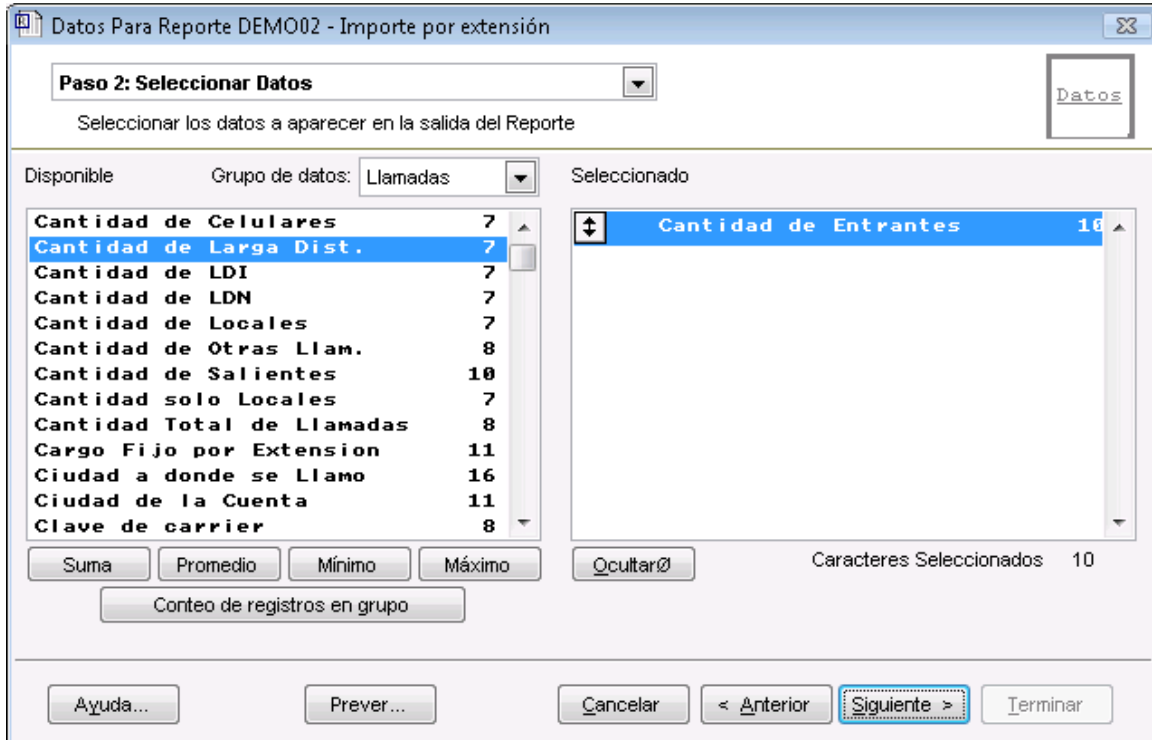 Datos Para Reporte DEMO02 - Importe por extensión
Paso 2: Seleccionar Datos
Datos
Seleccionar los datos a aparecer en la salida del Reporte
Disponible Grupo de datos: Llamadas Seleccionado
Cantidad de Celulares 7
Cantidad de Larga Dist. 7
Cantidad de LDI 7
Cantidad de LDN 7
Cantidad de Locales 7
Cantidad de Otras Llam. 8
Cantidad de Salientes 10
Cantidad solo Locales 7
Cantidad Total de Llamadas 8
Cargo Fijo por Extension 11
Ciudad a donde se Llamo 16
Ciudad de la Cuenta 11
Clave de carrier 8
Cantidad de Entrantes 10
Suma Promedio Mínimo Máximo
OcultarØ Caracteres Seleccionados 10
Conteo de registros en grupo
Ayuda... Prever... Cancelar < Anterior Siguiente > Terminar